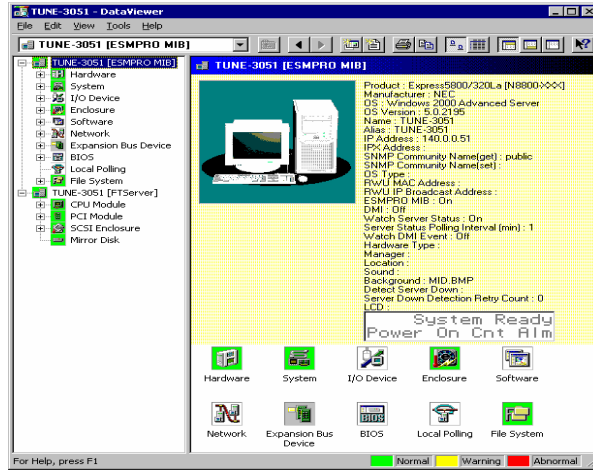 TUNE-3051 - DataViewer
File Edit View Tools Help
TUNE-3051 [ESMPRO MIB]
TUNE-3051 [ESMPRO MIB]
Hardware
System
I/O Device
Enclosure
Software
Network
Expansion Bus Device
BIOS
Local Polling
File System
TUNE-3051 [FTServer]
CPU Module
PCI Module
SCSI Enclosure
Mirror Disk
TUNE-3051 [ESMPRO MIB]
Product : Express5800/320La [N8800-XXX]
Manufacturer : NEC
OS : Windows 2000 Advanced Server
OS Version : 5.0.2195
Name : TUNE-3051
Alias : TUNE-3051
IP Address : 140.0.0.51
IPX Address :
SNMP Community Name(get) : public
SNMP Community Name(set) :
OS Type :
RWU MAC Address :
RWU IP Broadcast Address :
ESMPRO MIB : On
DMI : Off
Watch Server Status : On
Server Status Polling Interval (min) : 1
Watch DMI Event : Off
Hardware Type :
Manager :
Location :
Sound :
Background : MID.BMP
Detect Server Down :
Server Down Detection Retry Count : 0
LCD :
System Ready
Power On Cnt Alm
Hardware System I/O Device Enclosure Software
BIOS
Network Expansion Bus Device BIOS Local Polling File System
For Help, press F1 Normal Warning Abnormal